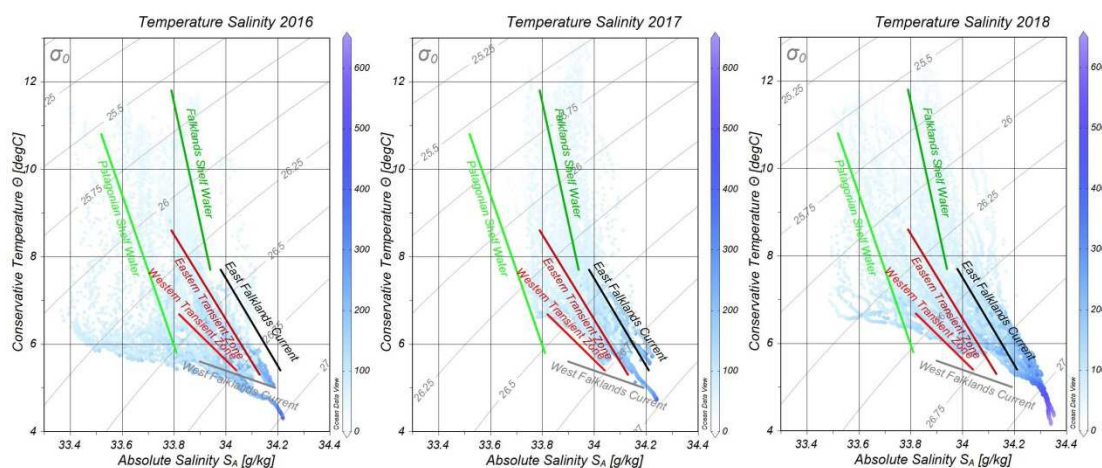 Temperature Salinity 2016
σ0
25
25.5
25.75
26
26.25
26.5
27
Falklands Shelf Water
Patagonian Shelf Water
Eastern Transient Zone
Western Transient Zone
East Falklands Current
West Falklands Current
Conservative Temperature Θ [degC]
12
10
8
6
4
33.4
33.6
33.8
34
34.2
34.4
Absolute Salinity SA [g/kg]
Ocean Data View
600
500
400
300
200
100
0
Temperature Salinity 2017
σ0
25.25
25.5
26
26.25
26.5
27
Falklands Shelf Water
Patagonian Shelf Water
Eastern Transient Zone
Western Transient Zone
East Falklands Current
West Falklands Current
Conservative Temperature Θ [degC]
12
10
8
6
4
33.4
33.6
33.8
34
34.2
34.4
Absolute Salinity SA [g/kg]
Ocean Data View
600
500
400
300
200
100
0
Temperature Salinity 2018
σ0
25.25
25.5
25.75
26
26.25
26.75
27
Falklands Shelf Water
Patagonian Shelf Water
Eastern Transient Zone
Western Transient Zone
East Falklands Current
West Falklands Current
Conservative Temperature Θ [degC]
12
10
8
6
4
33.4
33.6
33.8
34
34.2
34.4
Absolute Salinity SA [g/kg]
Ocean Data View
600
500
400
300
200
100
0